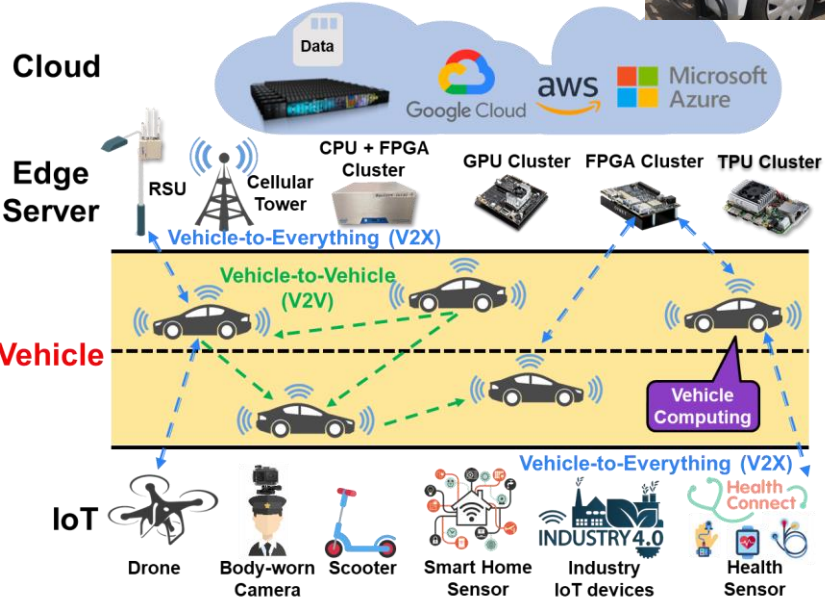 Cloud
Data
Google Cloud
aws
Microsoft
Azure
Edge
Server
RSU
Cellular
Tower
CPU + FPGA
Cluster
GPU Cluster
FPGA Cluster
TPU Cluster
Vehicle-to-Everything (V2X)
Vehicle-to-Vehicle
(V2V)
Vehicle
Vehicle
Computing
Vehicle-to-Everything (V2X)
IoT
Drone
Body-worn
Camera
Scooter
Smart Home
Sensor
INDUSTRY 4.0
Industry
IoT devices
Health
Connect
Health
Sensor